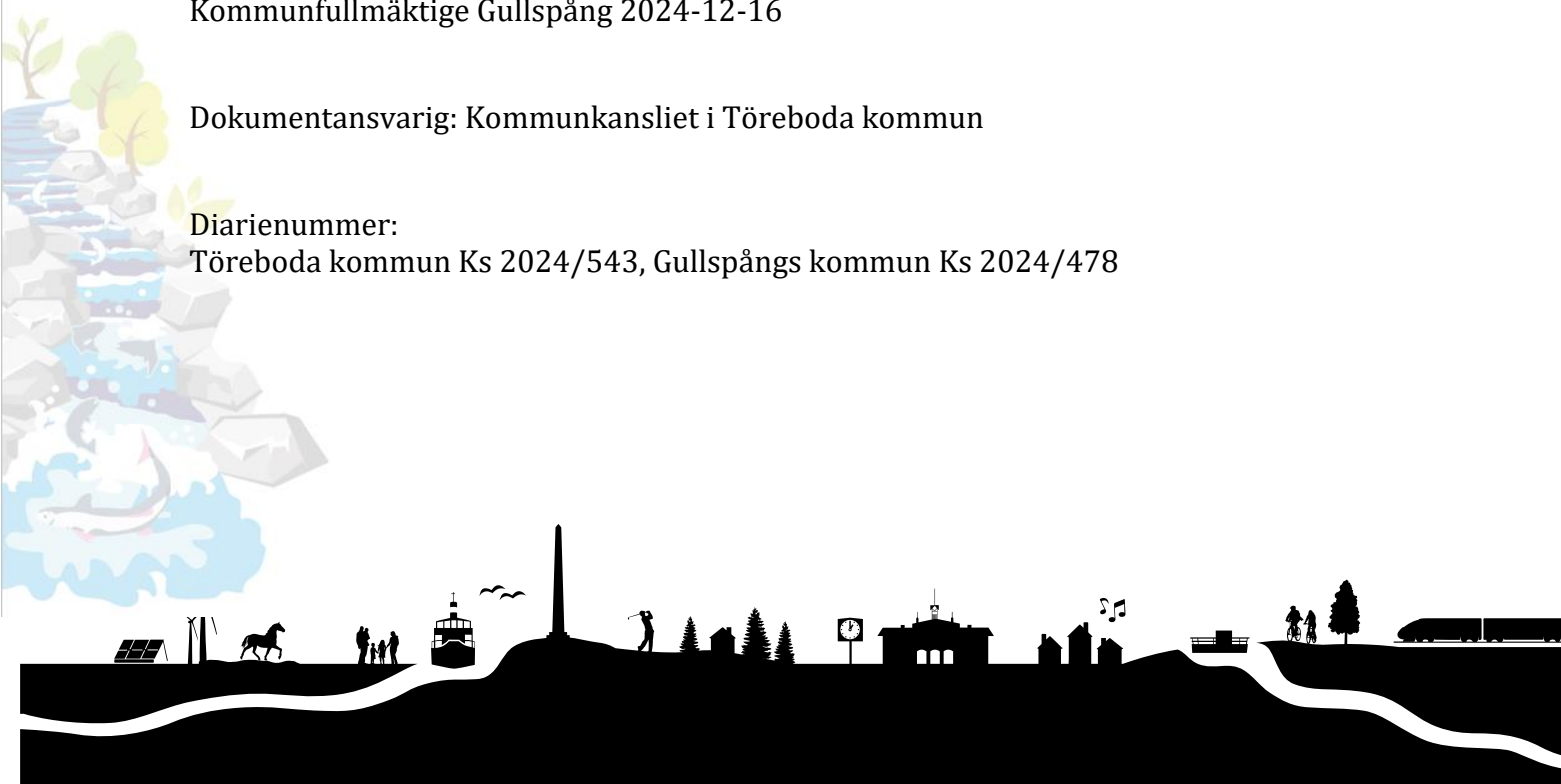 Kommunfullmäktige Gullspång 2024-12-16
Dokumentansvarig: Kommunkansliet i Töreboda kommun
Diarienummer:
Töreboda kommun Ks 2024/543, Gullspångs kommun Ks 2024/478